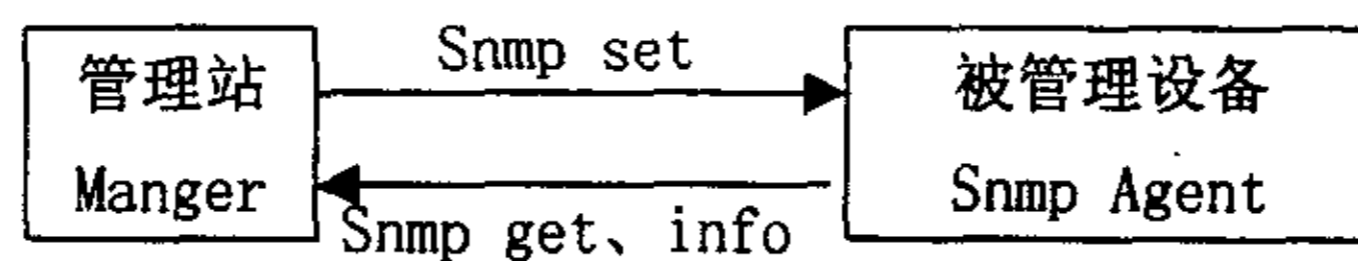 管理站
Manger
Snmp set
Snmp get、info
被管理设备
Snmp Agent